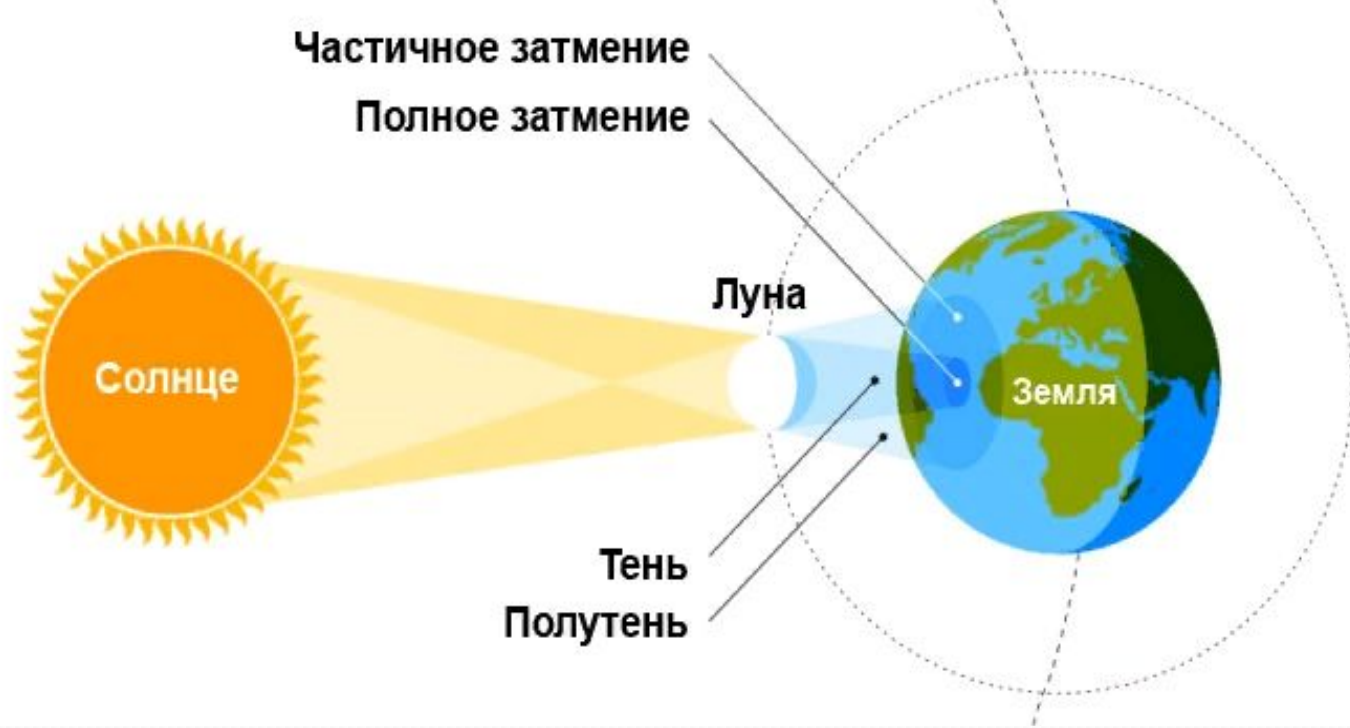 Частичное затмение
Полное затмение
Луна
Солнце
Земля
Тень
Полутень